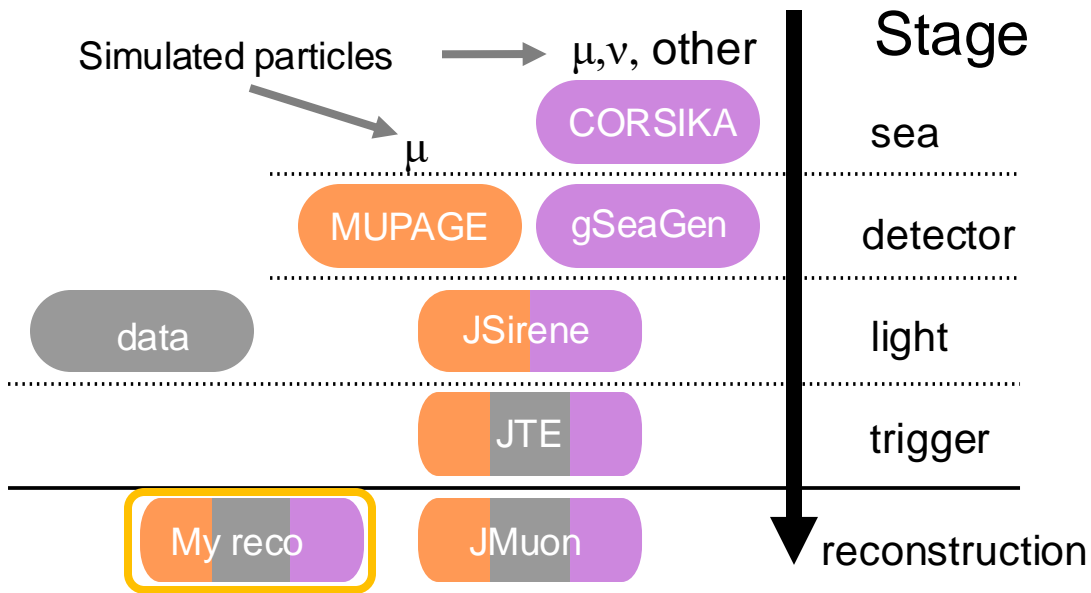 Stage
Simulated particles
μ,ν, other
CORSIKA
sea
μ
MUPAGE
gSeaGen
detector
data
JSirene
light
JTE
trigger
My reco
JMuon
reconstruction